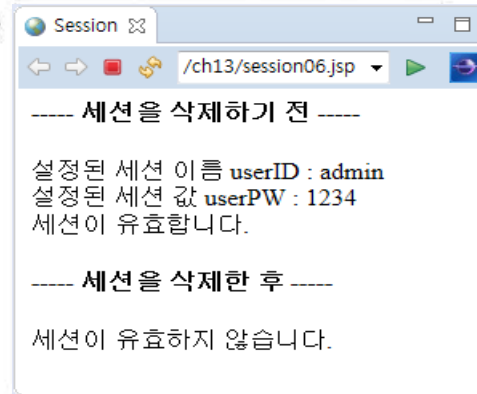 Session
/ch13/session06.jsp
----- 세션을 삭제하기 전 -----
설정된 세션 이름 userID : admin
설정된 세션 값 userPW : 1234
세션이 유효합니다.
----- 세션을 삭제한 후 -----
세션이 유효하지 않습니다.